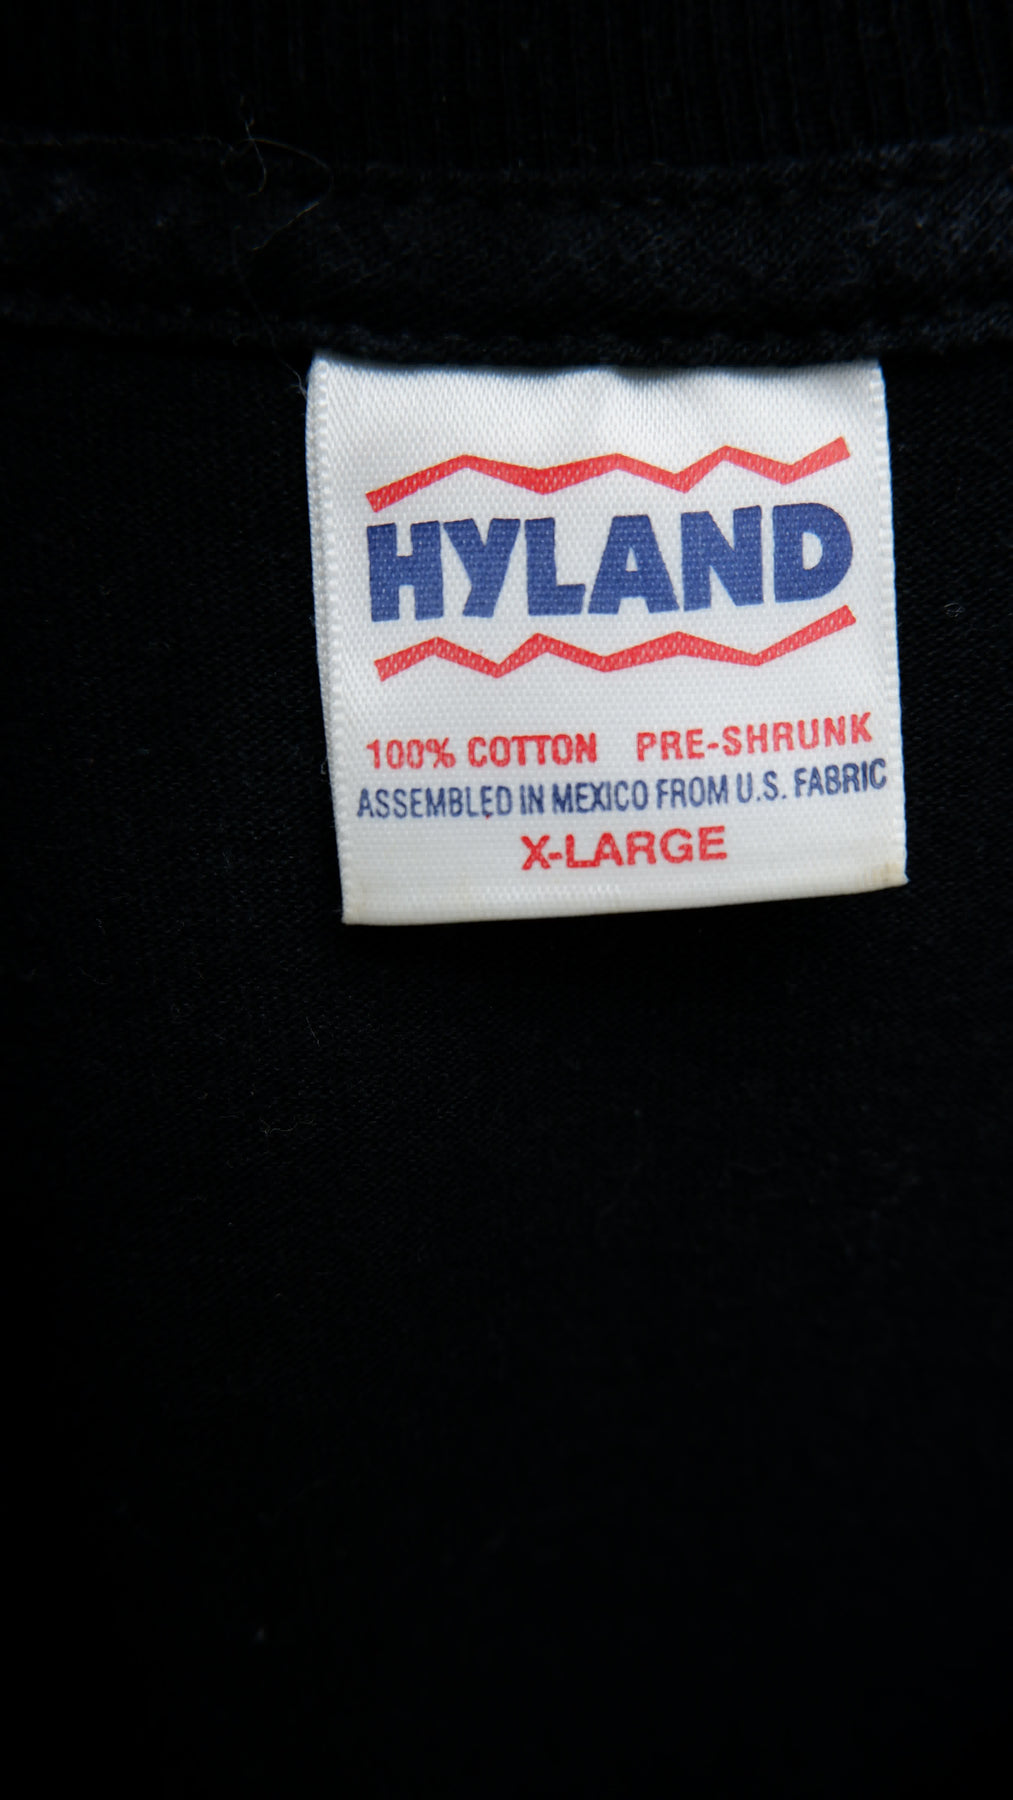 HYLAND
100% COTTON PRE-SHRUNK
ASSEMBLED IN MEXICO FROM U.S. FABRIC
X-LARGE